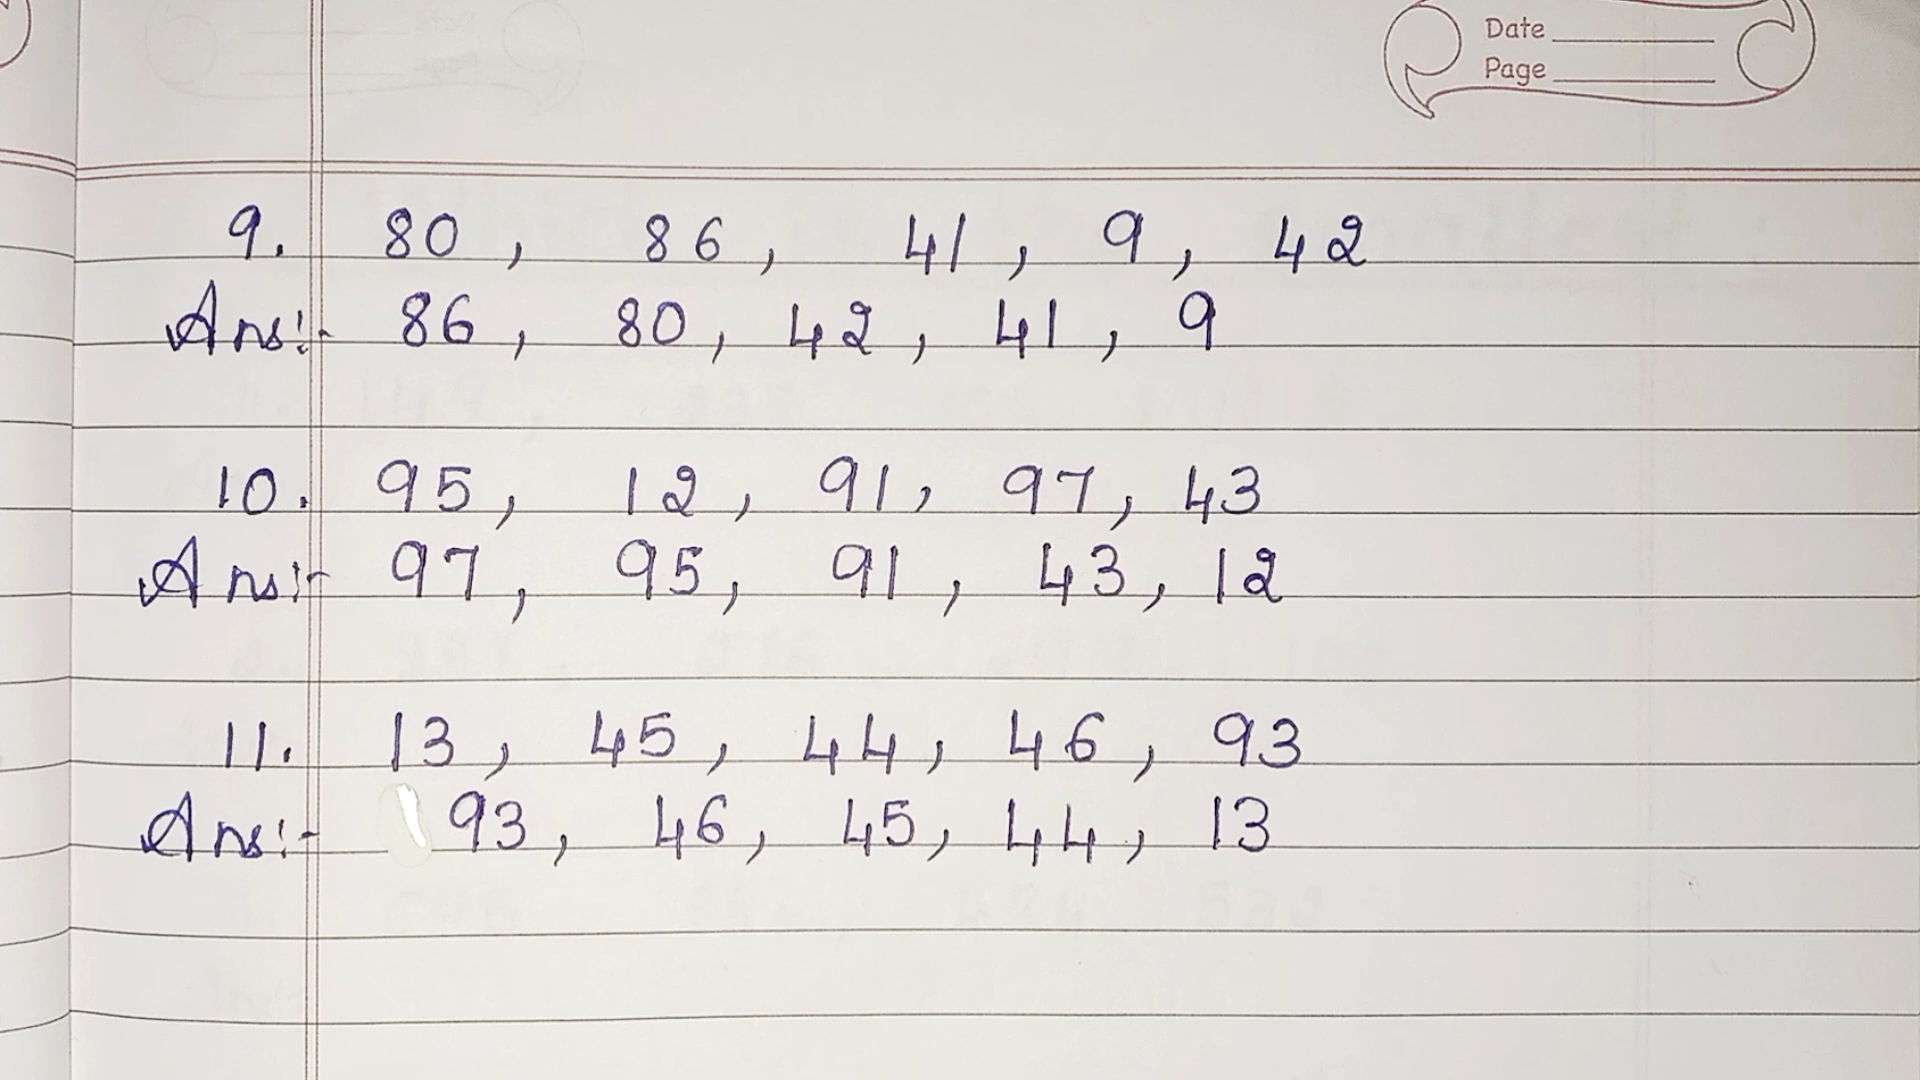 Date
Page
9. 80, 86, 41, 9, 42
Ans:- 86, 80, 42, 41, 9
10. 95, 12, 91, 97, 43
Ans:- 97, 95, 91, 43, 12
11. 13, 45, 44, 46, 93
Ans:- 93, 46, 45, 44, 13